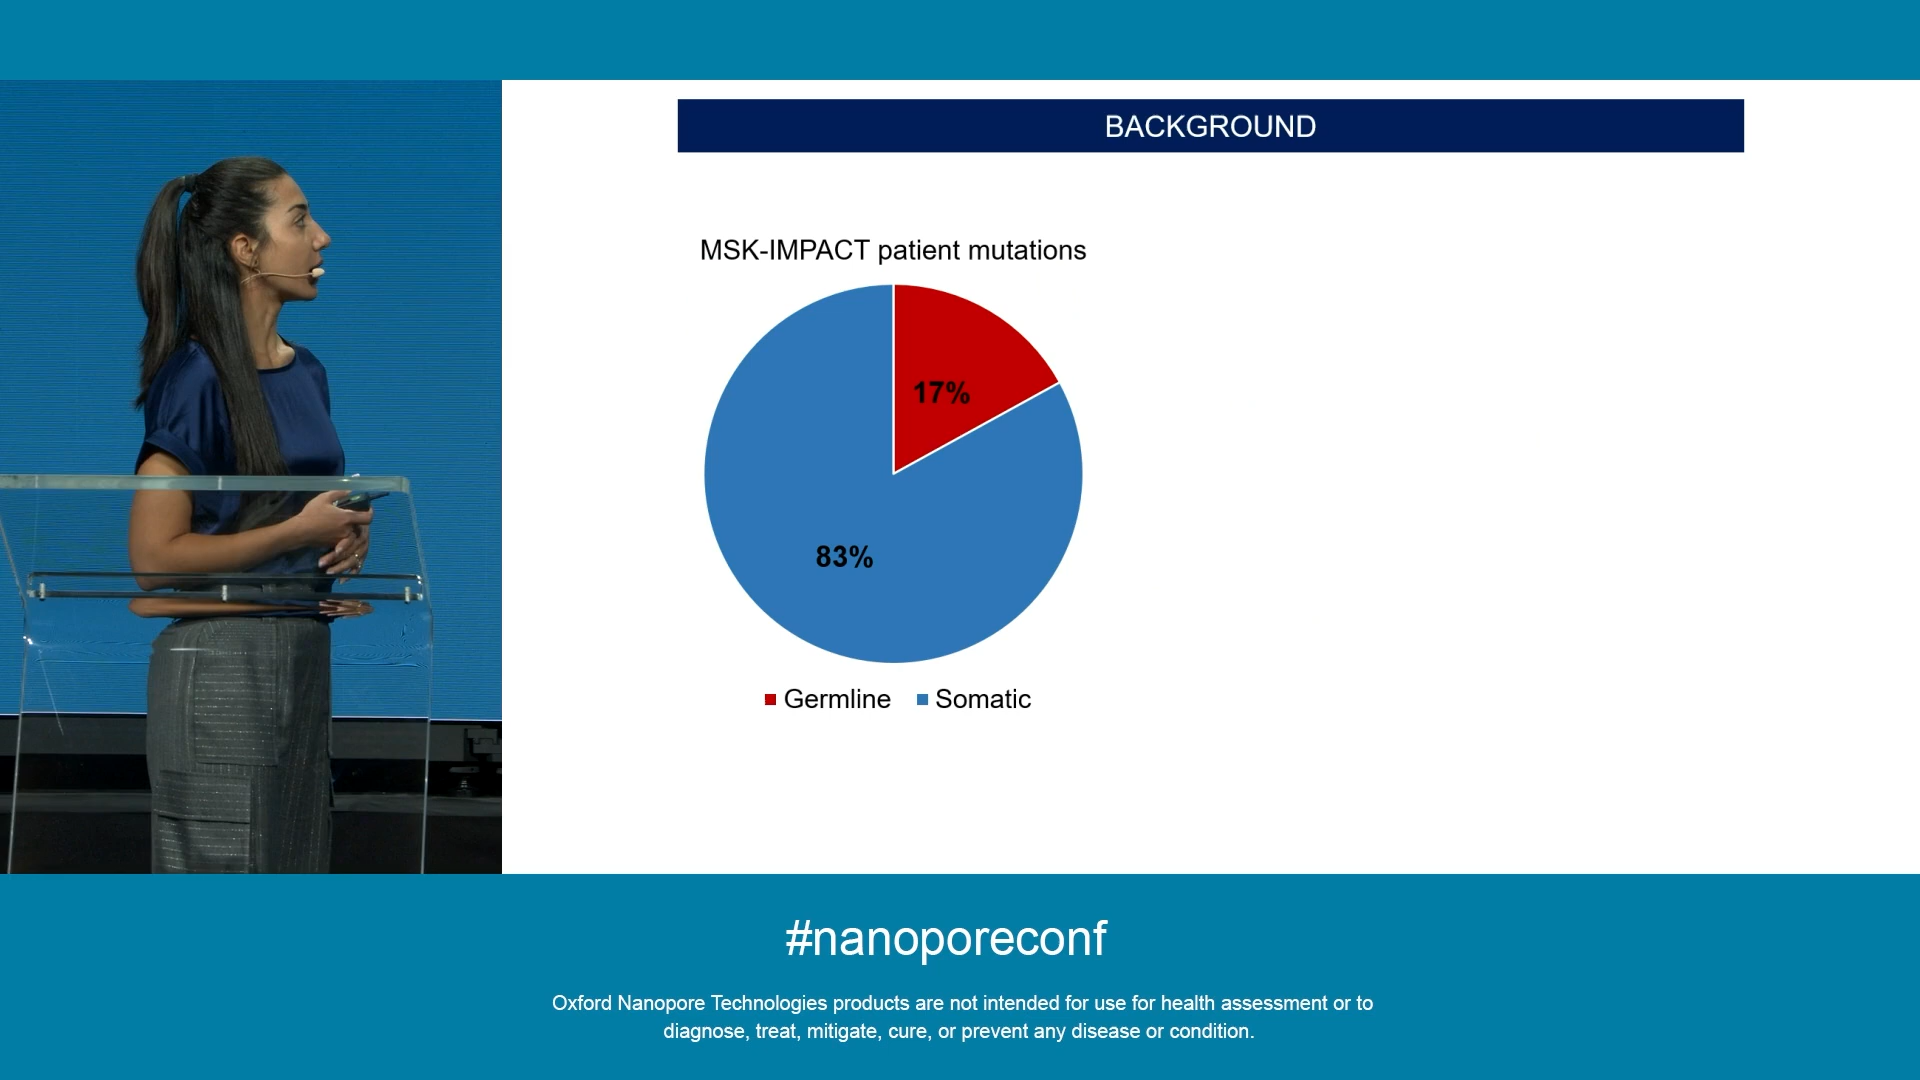 BACKGROUND
MSK-IMPACT patient mutations
17%
83%
Germline Somatic
#nanoporeconf
Oxford Nanopore Technologies products are not intended for use for health assessment or to
diagnose, treat, mitigate, cure, or prevent any disease or condition.